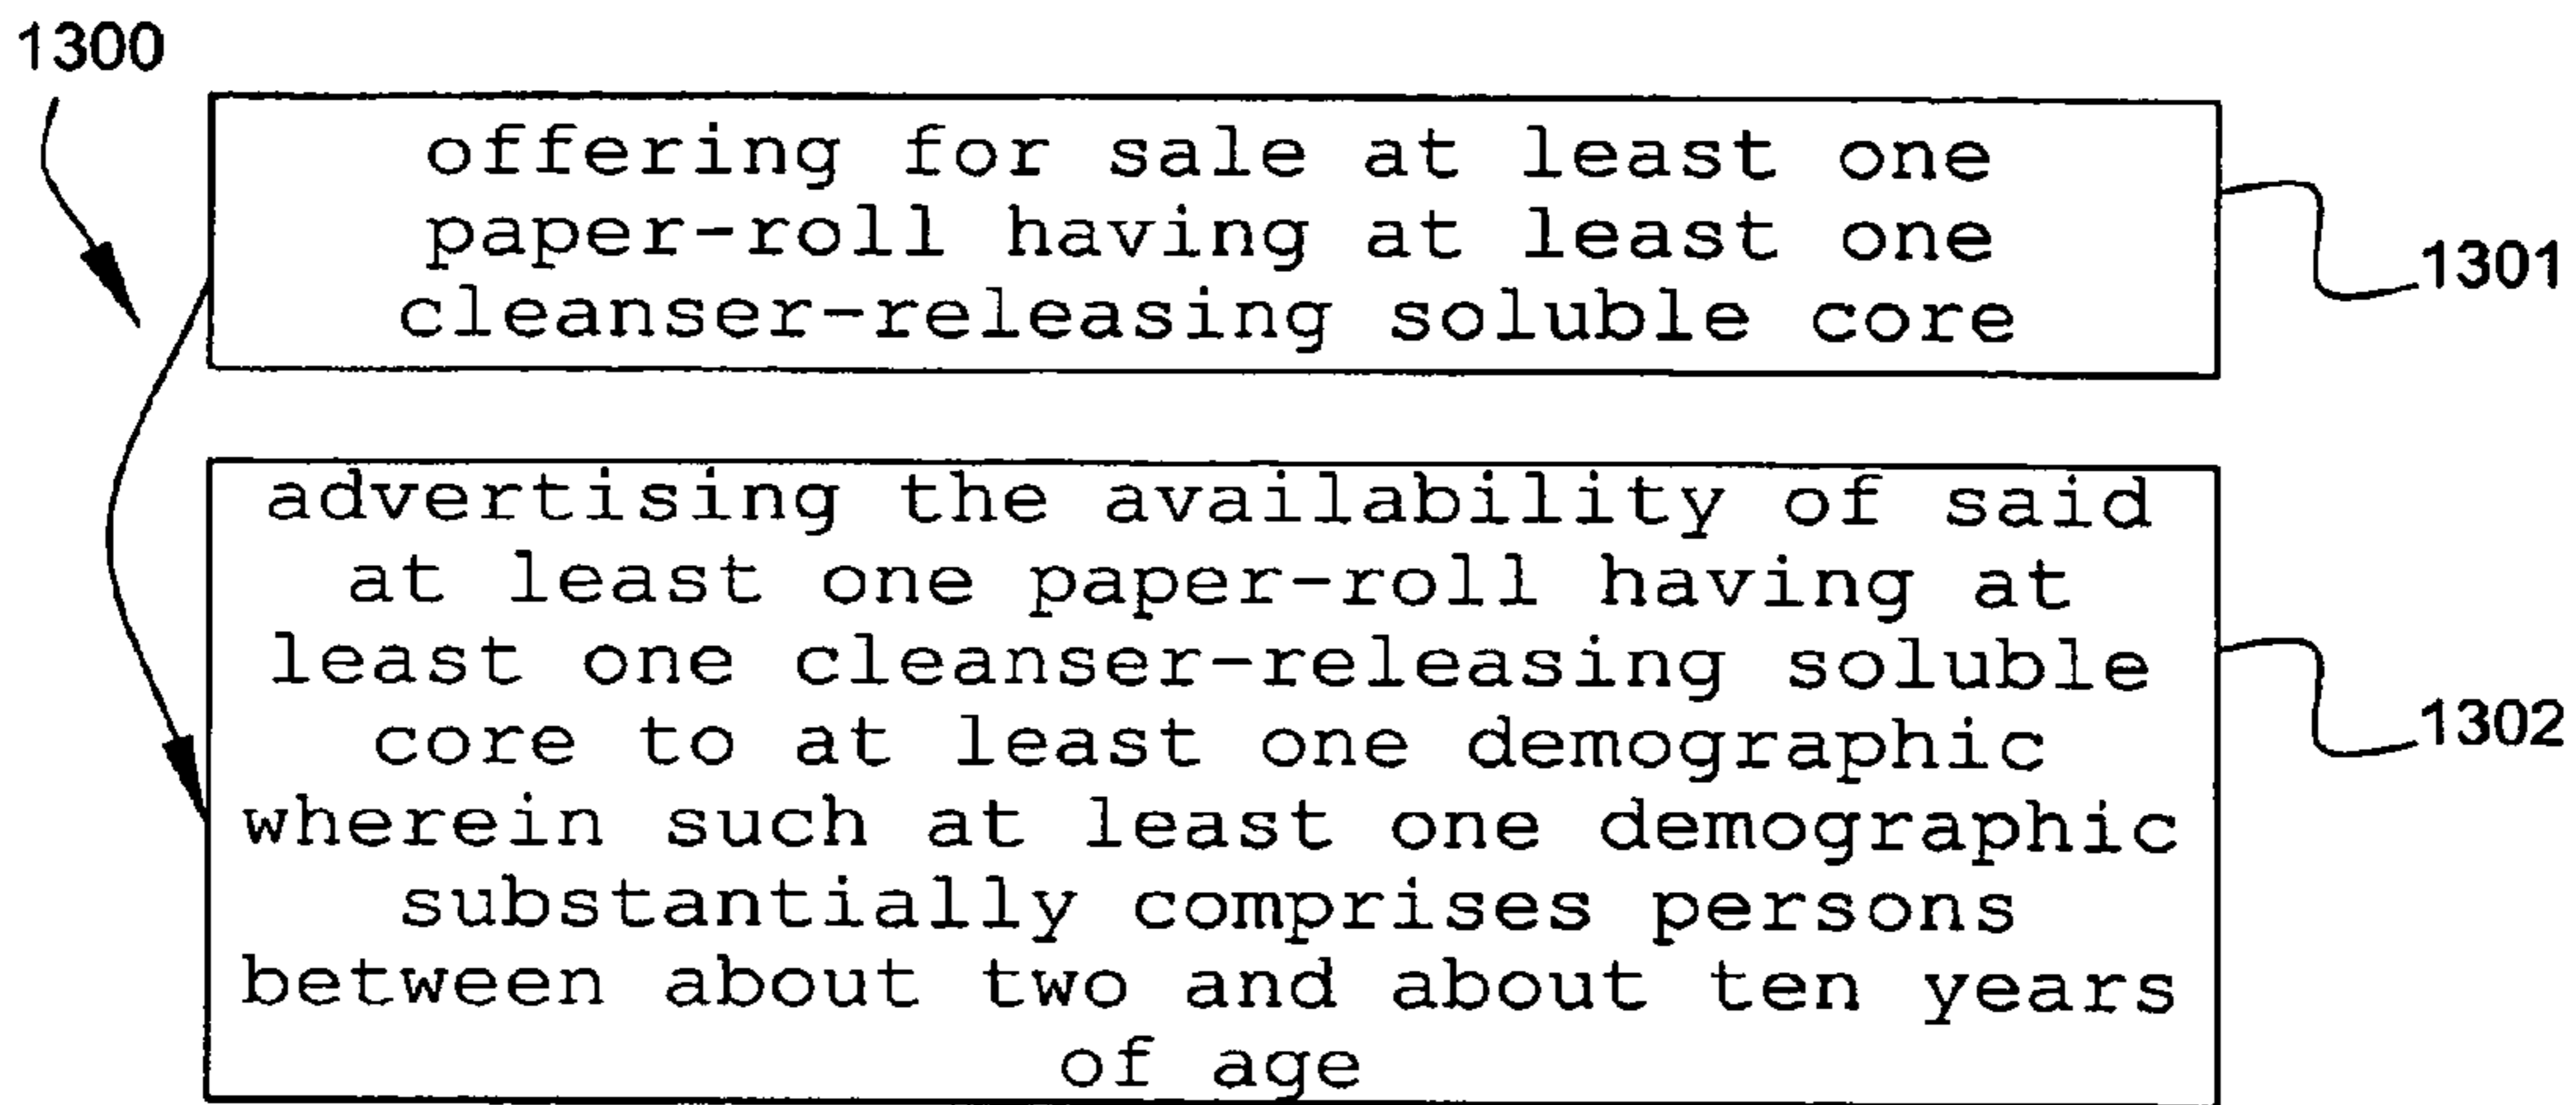 1300
offering for sale at least one
paper-roll having at least one
cleanser-releasing soluble core
1301
advertising the availability of said
at least one paper-roll having at
least one cleanser-releasing soluble
core to at least one demographic
wherein such at least one demographic
substantially comprises persons
between about two and about ten years
of age
1302